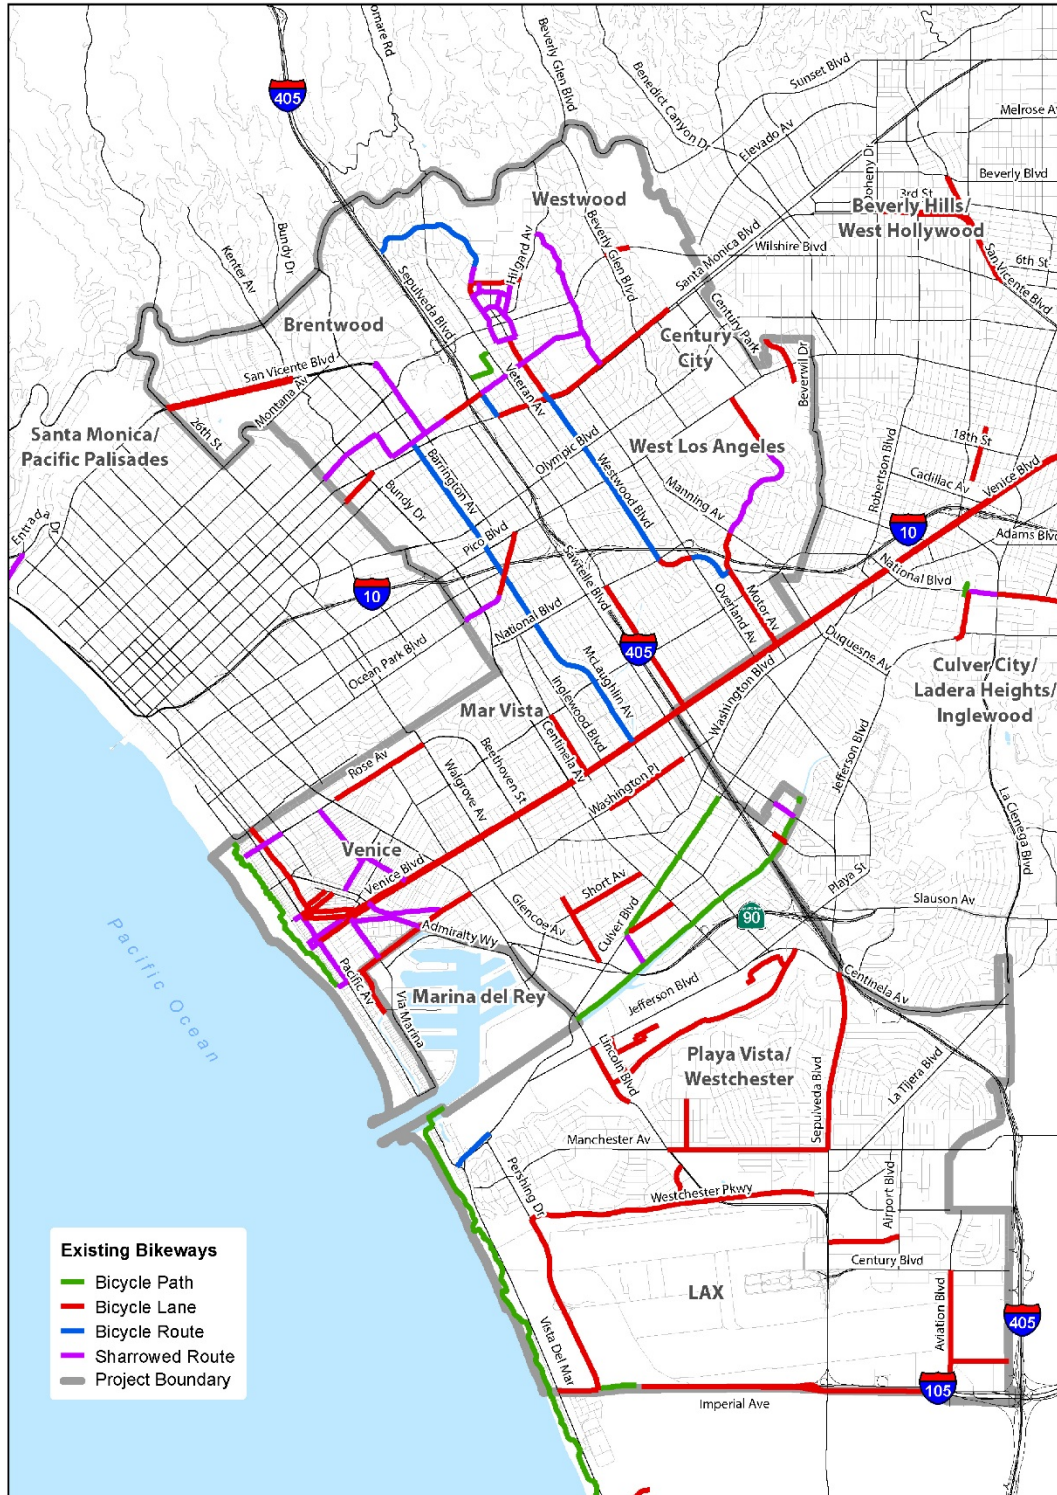 405
Beverly Glen Blvd
Benedict Canyon Dr
Sunset Blvd
Melrose Av
Elevado Av
Beverly Blvd
3rd St
Beverly Hills/
West Hollywood
Wilshire Blvd
6th St
San Vicente Blvd
Westwood
Hilgard Av
Beverly Glen Blvd
Santa Monica Blvd
Bundy Dr
Kenter Av
Sepulveda Blvd
Brentwood
Century Park
Century
City
San Vicente Blvd
Montana Av
Veteran Av
Beverwil Dr
26th St
Santa Monica/
Pacific Palisades
Olympic Blvd
West Los Angeles
Robertson Blvd
18th St
Cadillac Av
Venice Blvd
Barrington Av
Bundy Dr
Westwood Blvd
Manning Av
Entrada Dr
Pico Blvd
10
Adams Blvd
National Blvd
10
Sawtelle Blvd
National Blvd
Overland Av
Motor Av
Duquesne Av
405
Ocean Park Blvd
McLaughlin Av
Washington Blvd
Culver City/
Ladera Heights/
Inglewood
Mar Vista
Inglewood Blvd
Centinela Av
Rose Av
Beethoven St
Walgrove Av
Washington Pl
Jefferson Blvd
La Cienega Blvd
Venice
Venice Blvd
Short Av
Playa St
Slauson Av
Glencoe Av
Culver Blvd
90
Admiralty Wy
Pacific Av
Via Marina
Marina del Rey
Jefferson Blvd
Centinela Av
Pacific Ocean
Lincoln Blvd
Playa Vista/
Westchester
Sepulveda Blvd
La Tijera Blvd
Manchester Av
Pershing Dr
Westchester Pkwy
Airport Blvd
Century Blvd
LAX
Aviation Blvd
405
Vista Del Mar
105
Imperial Ave
Existing Bikeways
Bicycle Path
Bicycle Lane
Bicycle Route
Sharrowed Route
Project Boundary